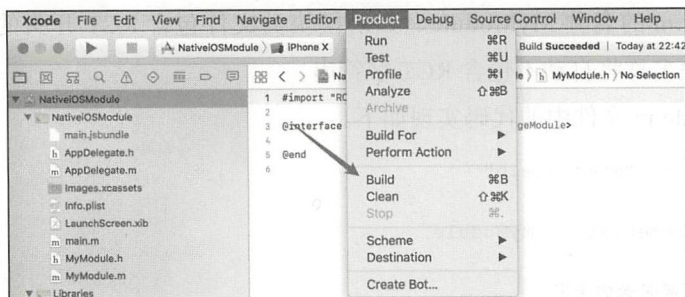 Xcode File Edit View Find Navigate Editor Product Debug Source Control Window Help
NativeiOSModule iPhone X
Build Succeeded | Today at 22:42
Run ⌘R
Test ⌘U
Profile ⌘I
Analyze ⇧⌘B
Archive
Build For ▶
Perform Action ▶
Build ⌘B
Clean ⇧⌘K
Stop ⌘.
Scheme ▶
Destination ▶
Create Bot...
Na
MyModule.h 〉 No Selection
NativeiOSModule
NativeiOSModule
main.jsbundle
h AppDelegate.h
m AppDelegate.m
Images.xcassets
Info.plist
LaunchScreen.xib
m main.m
h MyModule.h
m MyModule.m
Libraries
1 #import "RC
2
3 @interface geModule>
4
5 @end
6